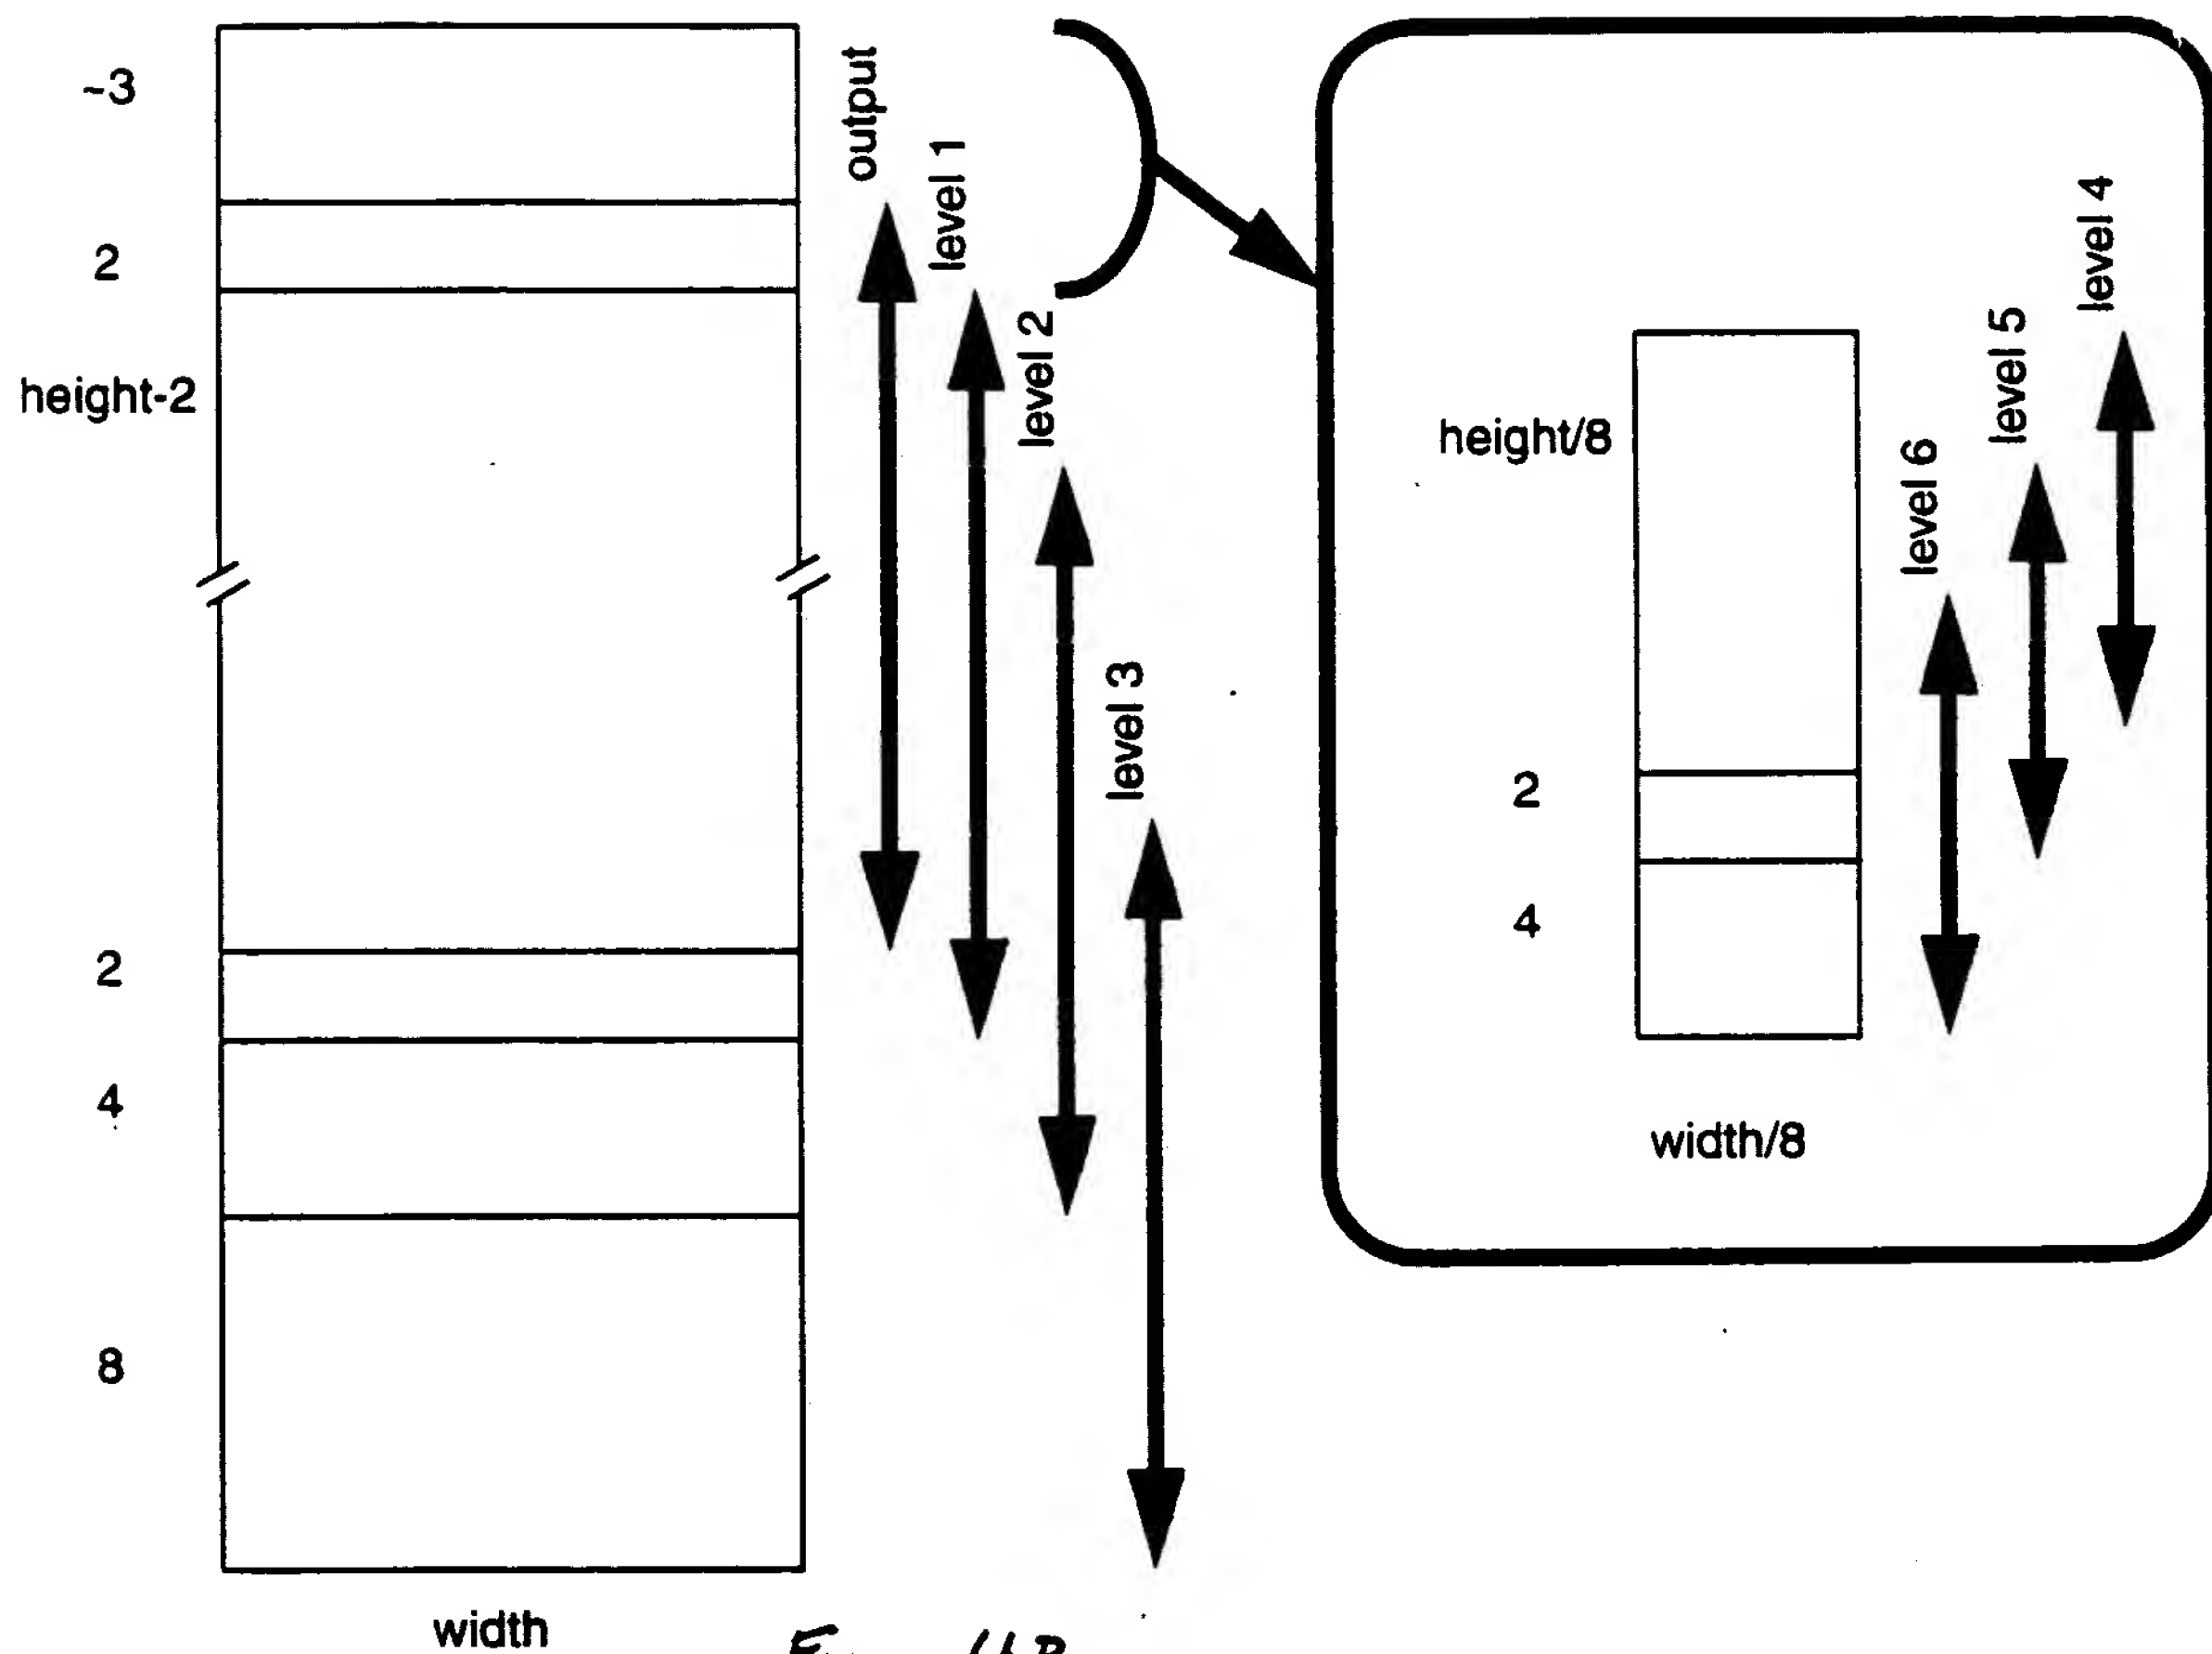 ~3
2
height-2
2
4
8
width
output
level 1
level 2
level 3
height/8
2
4
width/8
level 6
level 5
level 4